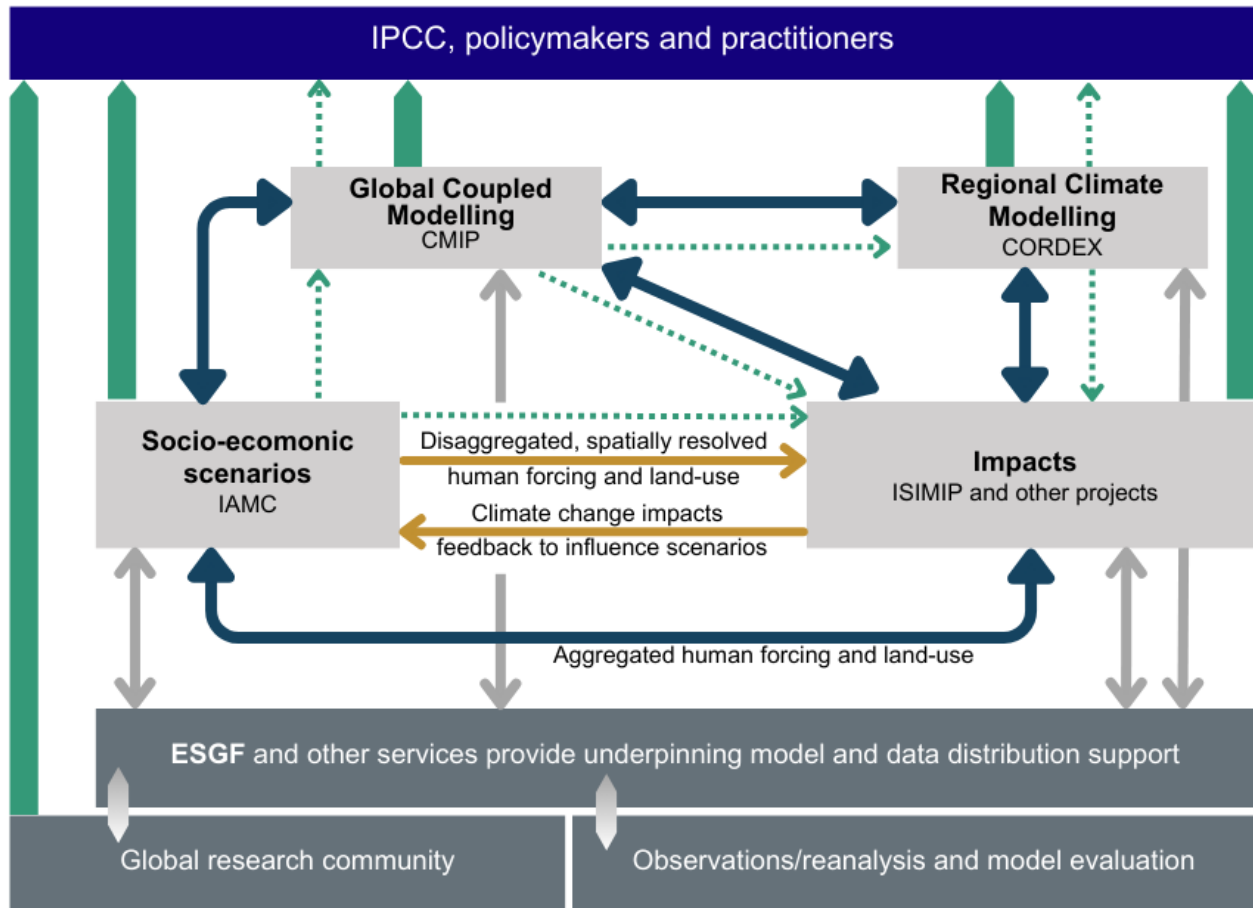 IPCC, policymakers and practitioners
Global Coupled
Modelling
CMIP
Regional Climate
Modelling
CORDEX
Socio-ecomonic
scenarios
IAMC
Disaggregated, spatially resolved
human forcing and land-use
Climate change impacts
feedback to influence scenarios
Impacts
ISIMIP and other projects
Aggregated human forcing and land-use
ESGF and other services provide underpinning model and data distribution support
Global research community
Observations/reanalysis and model evaluation